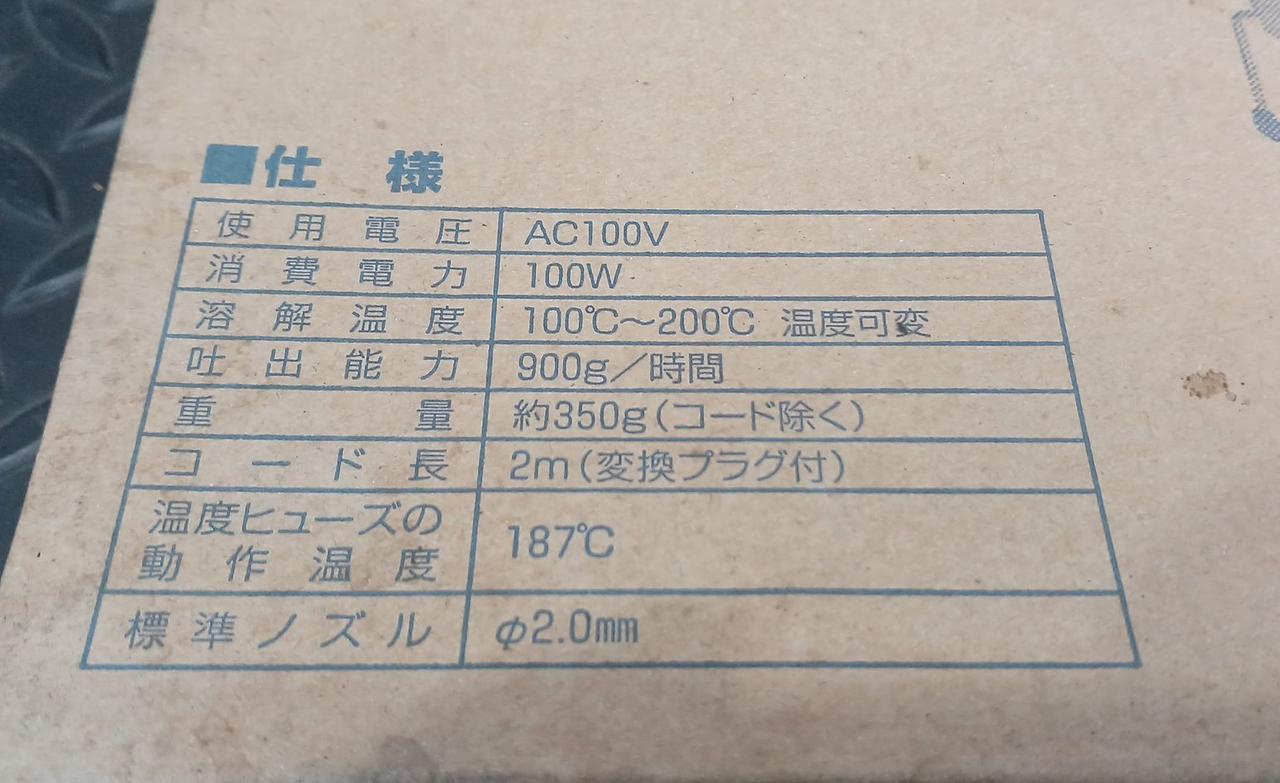 ■仕様
使用電圧 AC100V
消費電力 100W
溶解温度 100℃～200℃ 温度可変
吐出能力 900g／時間
重量 約350g(コード除く)
コード長 2m(変換プラグ付)
温度ヒューズの
動作温度 187℃
標準ノズル φ2.0mm